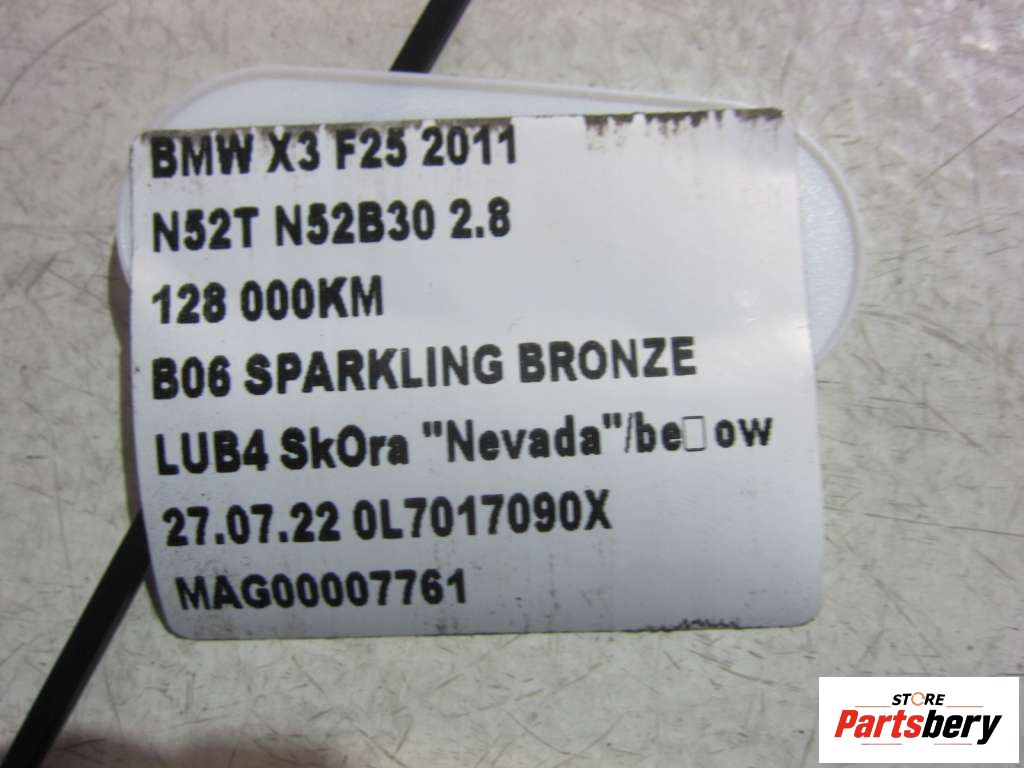 BMW X3 F25 2011
N52T N52B30 2.8
128 000KM
B06 SPARKLING BRONZE
LUB4 SkOra "Nevada"/be□ow
27.07.22 0L7017090X
MAG00007761
STORE
Partsbery